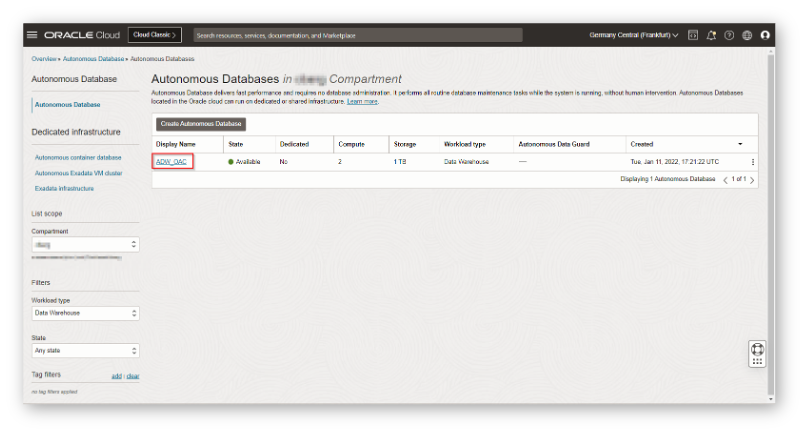 ORACLE Cloud
Cloud Classic >
Search resources, services, documentation, and Marketplace
Germany Central (Frankfurt)
Overview » Autonomous Database » Autonomous Databases
Autonomous Database
Autonomous Database
Dedicated infrastructure
Autonomous container database
Autonomous Exadata VM cluster
Exadata infrastructure
List scope
Compartment
Filters
Workload type
Data Warehouse
State
Any state
Tag filters
add | clear
no tag filters applied
Autonomous Databases in Compartment
Autonomous Database delivers fast performance and requires no database administration. It performs all routine database maintenance tasks while the system is running, without human intervention. Autonomous Databases
located in the Oracle cloud can run on dedicated or shared infrastructure. Learn more.
Create Autonomous Database
Display Name State Dedicated Compute Storage Workload type Autonomous Data Guard Created
ADW_OAC Available No 2 1 TB Data Warehouse — Tue, Jan 11, 2022, 17:21:22 UTC
Displaying 1 Autonomous Database < 1 of 1 >